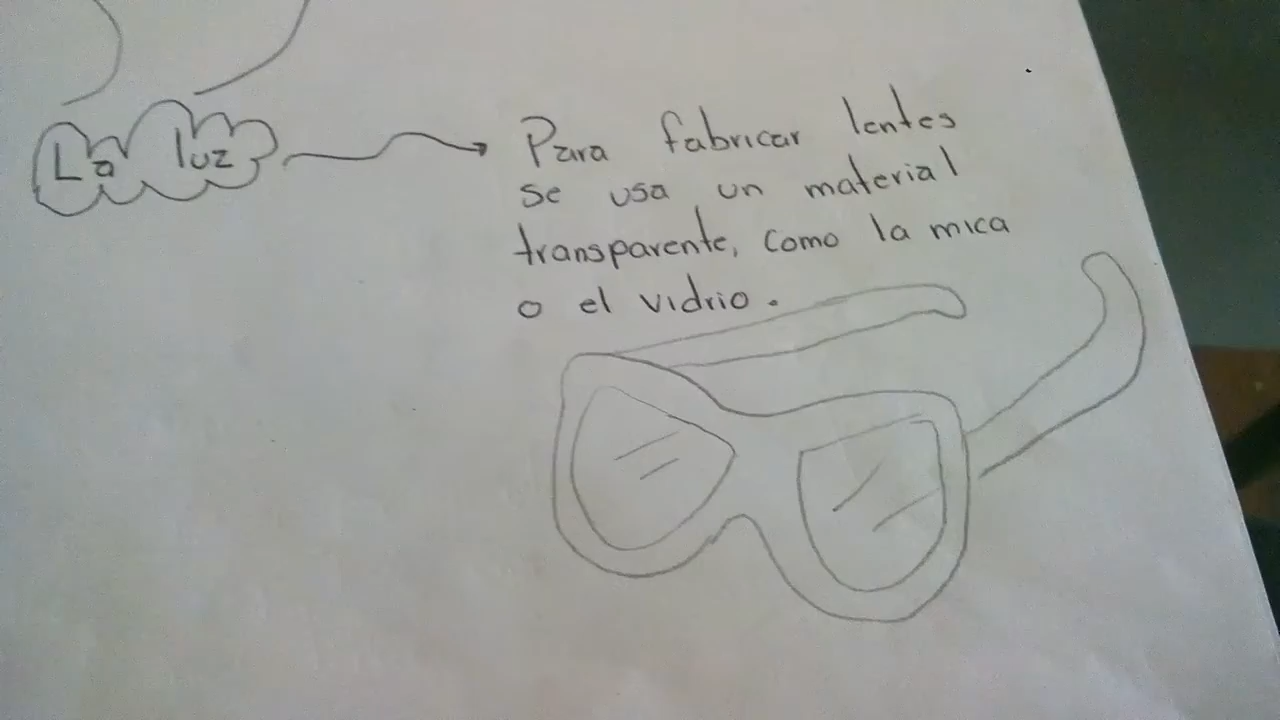 La luz
Para fabricar lentes
se usa un material
transparente, como la mica
o el vidrio.